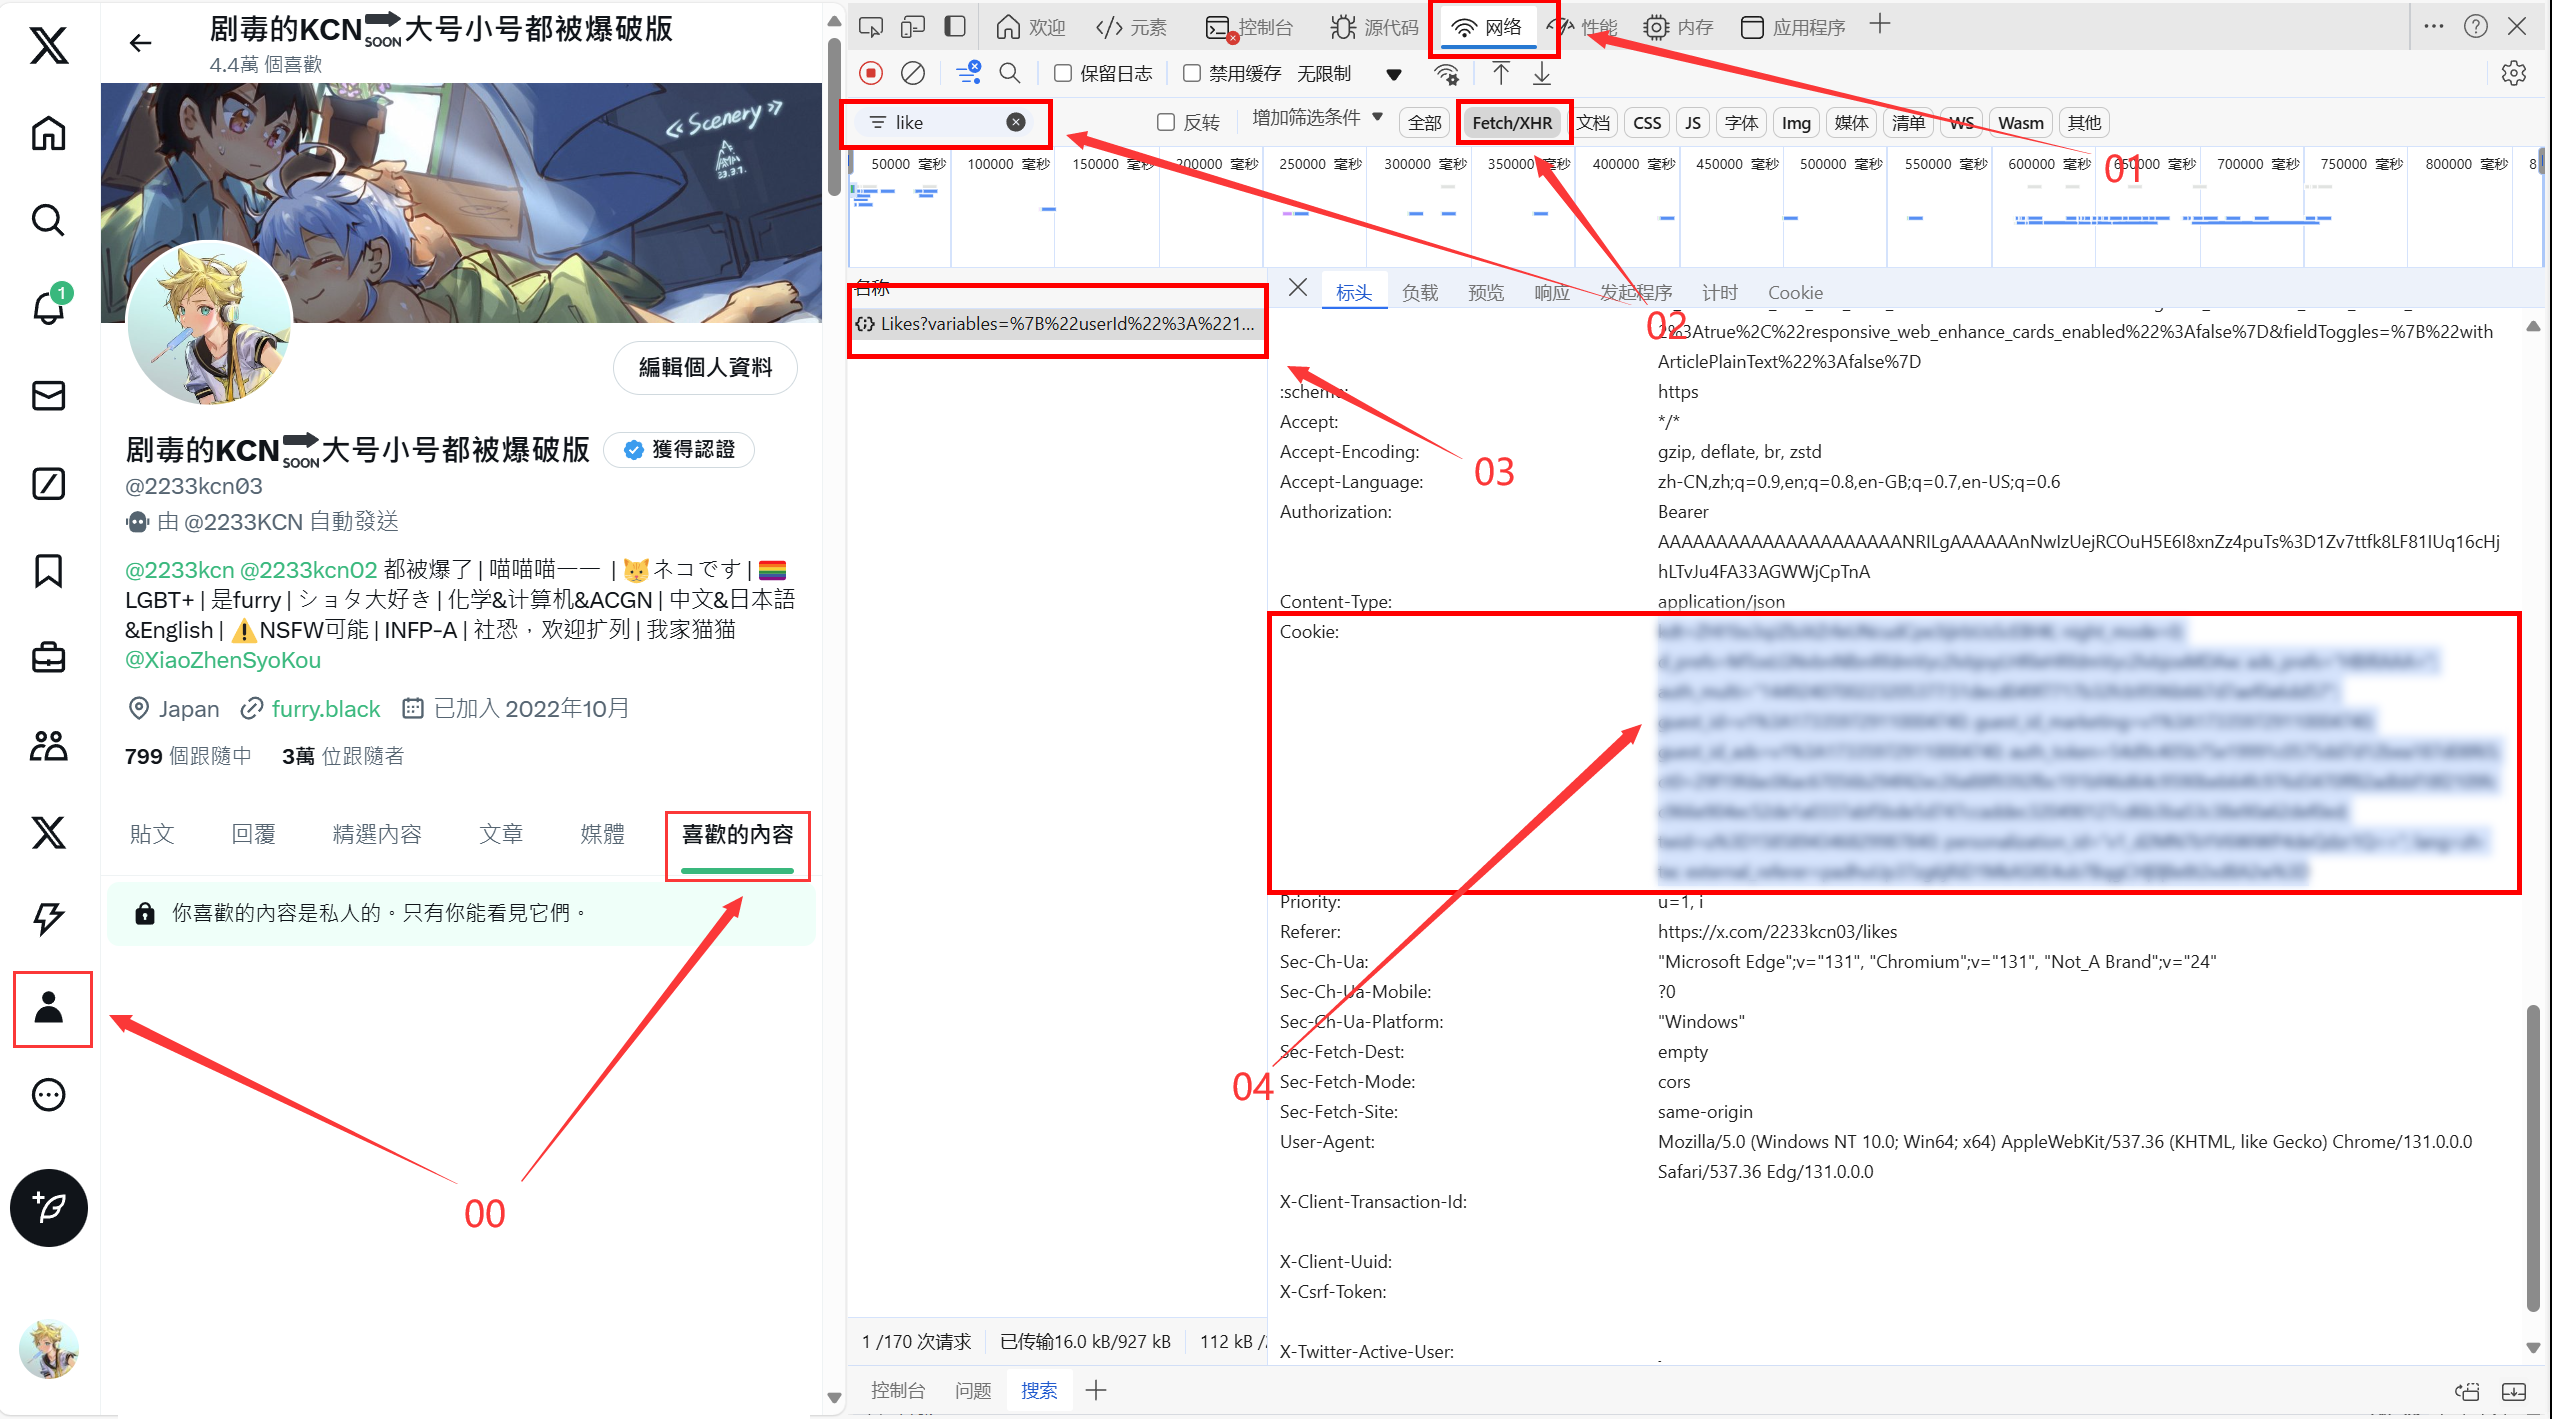 剧毒的KCN SOON 大号小号都被爆破版
4.4萬 個喜歡
Scenery
1
編輯個人資料
剧毒的KCN SOON 大号小号都被爆破版 獲得認證
@2233kcn03
由 @2233KCN 自動發送
@2233kcn @2233kcn02 都被爆了 | 喵喵喵一一 | 🐱ネコです | 🏳️‍🌈
LGBT+ | 是furry | ショタ大好き | 化学&计算机&ACGN | 中文&日本語
&English | ⚠️NSFW可能 | INFP-A | 社恐，欢迎扩列 | 我家猫猫
@XiaoZhenSyoKou
Japan furry.black 已加入 2022年10月
799 個跟隨中 3萬 位跟隨者
貼文 回覆 精選內容 文章 媒體 喜歡的內容
你喜歡的內容是私人的。只有你能看見它們。
00
欢迎 元素 控制台 源代码 网络 性能 内存 应用程序
保留日志 禁用缓存 无限制
like 反转 增加筛选条件 全部 Fetch/XHR 文档 CSS JS 字体 Img 媒体 清单 WS Wasm 其他
50000 毫秒 100000 毫秒 150000 毫秒 200000 毫秒 250000 毫秒 300000 毫秒 350000 毫秒 400000 毫秒 450000 毫秒 500000 毫秒 550000 毫秒 600000 毫秒 650000 毫秒 700000 毫秒 750000 毫秒 800000 毫秒 8
01
名称
Likes?variables=%7B%22userId%22%3A%221...
标头 负载 预览 响应 发起程序 计时 Cookie
02
2%3Atrue%2C%22responsive_web_enhance_cards_enabled%22%3Afalse%7D&fieldToggles=%7B%22with
ArticlePlainText%22%3Afalse%7D
:scheme: https
Accept: */*
Accept-Encoding: gzip, deflate, br, zstd
03
Accept-Language: zh-CN,zh;q=0.9,en;q=0.8,en-GB;q=0.7,en-US;q=0.6
Authorization: Bearer
AAAAAAAAAAAAAAAAAAAAANRILgAAAAAAnNwIzUejRCOuH5E6I8xnZz4puTs%3D1Zv7ttfk8LF81IUq16cHj
hLTvJu4FA33AGWWjCpTnA
Content-Type: application/json
Cookie:
Priority: u=1, i
Referer: https://x.com/2233kcn03/likes
Sec-Ch-Ua: "Microsoft Edge";v="131", "Chromium";v="131", "Not_A Brand";v="24"
Sec-Ch-Ua-Mobile: ?0
Sec-Ch-Ua-Platform: "Windows"
Sec-Fetch-Dest: empty
04
Sec-Fetch-Mode: cors
Sec-Fetch-Site: same-origin
User-Agent: Mozilla/5.0 (Windows NT 10.0; Win64; x64) AppleWebKit/537.36 (KHTML, like Gecko) Chrome/131.0.0.0
Safari/537.36 Edg/131.0.0.0
X-Client-Transaction-Id:
X-Client-Uuid:
X-Csrf-Token:
X-Twitter-Active-User:
1 /170 次请求 已传输16.0 kB/927 kB 112 kB /
控制台 问题 搜索